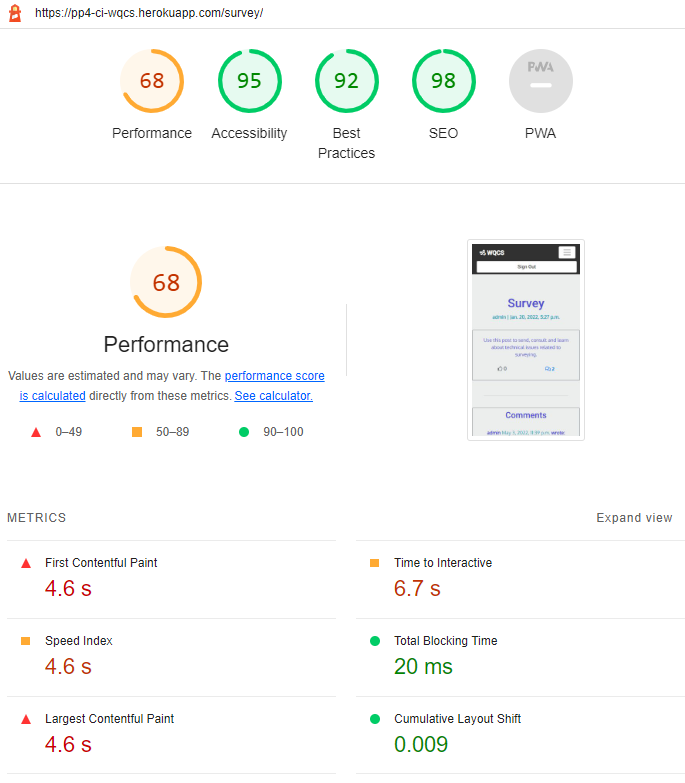 https://pp4-ci-wqcs.herokuapp.com/survey/
68
95
92
98
PWA
Performance
Accessibility
Best
Practices
SEO
PWA
68
Performance
Values are estimated and may vary. The performance score
is calculated directly from these metrics. See calculator.
0–49
50–89
90–100
WQCS
Sign Out
Survey
admin | Jan. 20, 2022, 5:27 p.m.
Use this post to send, consult and learn
about technical issues related to
surveying.
0
2
Comments
admin May 3, 2022, 8:59 p.m. wrote:
METRICS
Expand view
First Contentful Paint
4.6 s
Time to Interactive
6.7 s
Speed Index
4.6 s
Total Blocking Time
20 ms
Largest Contentful Paint
4.6 s
Cumulative Layout Shift
0.009